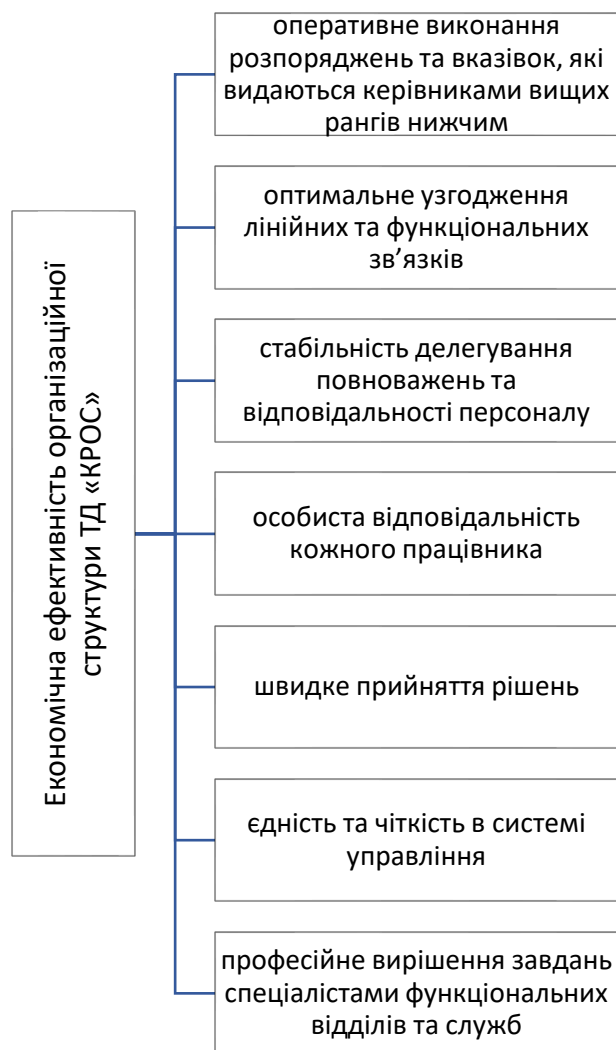 Економічна ефективність організаційної
структури ТД «КРОС»
оперативне виконання
розпоряджень та вказівок, які
видаються керівниками вищих
рангів нижчим
оптимальне узгодження
лінійних та функціональних
зв’язків
стабільність делегування
повноважень та
відповідальності персоналу
особиста відповідальність
кожного працівника
швидке прийняття рішень
єдність та чіткість в системі
управління
професійне вирішення завдань
спеціалістами функціональних
відділів та служб